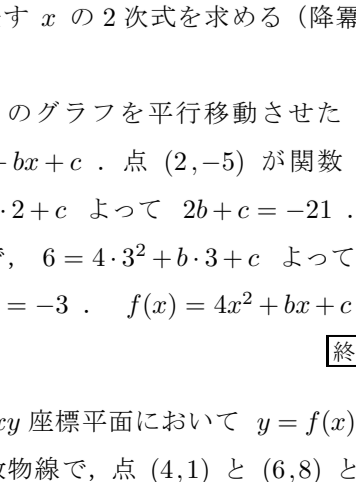 す x の 2 次式を求める（降冪
のグラフを平行移動させた
bx + c ． 点 (2, −5) が関数
· 2 + c よって 2b + c = −21 ．
, 6 = 4 · 3² + b · 3 + c よって
= −3 ． f(x) = 4x² + bx + c
終
xy 座標平面において y = f(x)
物線で, 点 (4, 1) と (6, 8) と